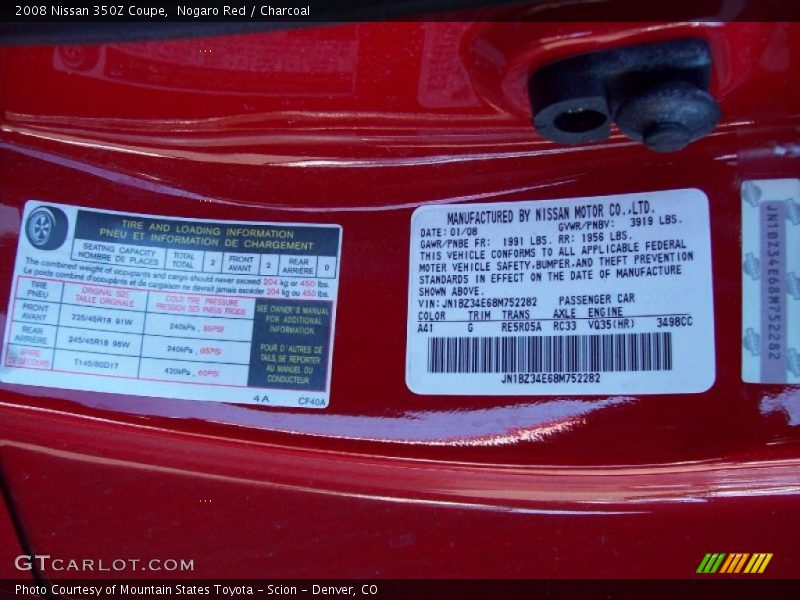 2008 Nissan 350Z Coupe,  Nogaro Red / Charcoal
TIRE AND LOADING INFORMATION
PNEU ET INFORMATION DE CHARGEMENT
SEATING CAPACITY
NOMBRE DE PLACES
TOTAL
TOTAL
2
FRONT
AVANT
2
REAR
ARRIÈRE
0
The combined weight of occupants and cargo should never exceed 204 kg or 450 lbs.
Le poids combiné d'occupants et de cargaison ne devrait jamais excéder 204 kg ou 450 lbs.
TIRE
PNEU
ORIGINAL SIZE
TAILLE ORIGINALE
COLD TIRE PRESSURE
PRESSION DES PNEUS FROIDS
FRONT
AVANT
225/45R18 91W
240kPa , 35PSI
REAR
ARRIÈRE
245/45R18 96W
240kPa , 35PSI
SPARE
DE SECOURS
T145/80D17
420kPa , 60PSI
SEE OWNER'S MANUAL
FOR ADDITIONAL
INFORMATION.
POUR D'AUTRES DE
TAILS, SE REPORTER
AU MANUEL DU
CONDUCTEUR.
4 A
CF40A
MANUFACTURED BY NISSAN MOTOR CO.,LTD.
DATE: 01/08
GVWR/PNBV: 3919 LBS.
GAWR/PNBE FR: 1991 LBS. RR: 1956 LBS.
THIS VEHICLE CONFORMS TO ALL APPLICABLE FEDERAL
MOTOR VEHICLE SAFETY,BUMPER,AND THEFT PREVENTION
STANDARDS IN EFFECT ON THE DATE OF MANUFACTURE
SHOWN ABOVE.
VIN: JN1BZ34E68M752282 PASSENGER CAR
COLOR TRIM TRANS AXLE ENGINE
A41 G RE5R05A RC33 VQ35(HR) 3498CC
JN1BZ34E68M752282
JN1BZ34E68M752282
GTCARLOT.COM
Photo Courtesy of Mountain States Toyota - Scion - Denver, CO